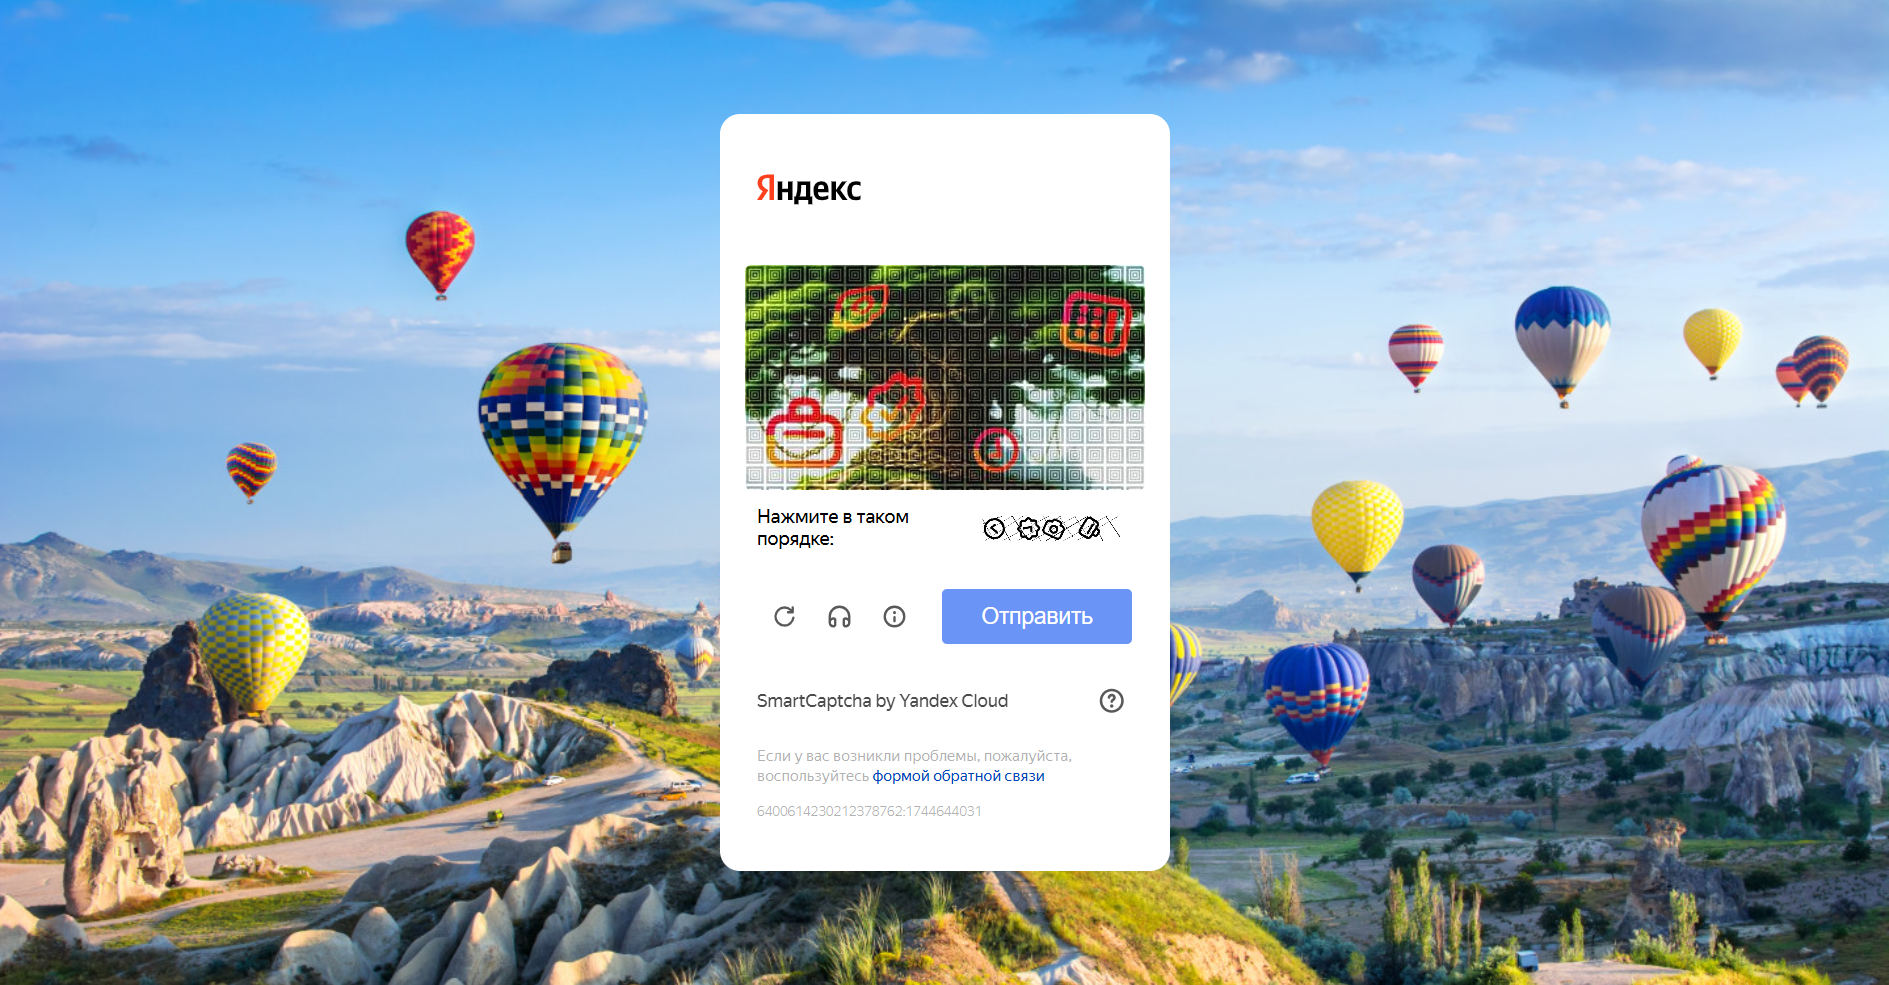 Яндекс
Нажмите в таком
порядке:
Отправить
SmartCaptcha by Yandex Cloud
Если у вас возникли проблемы, пожалуйста,
воспользуйтесь формой обратной связи
6400614230212378762:1744644031